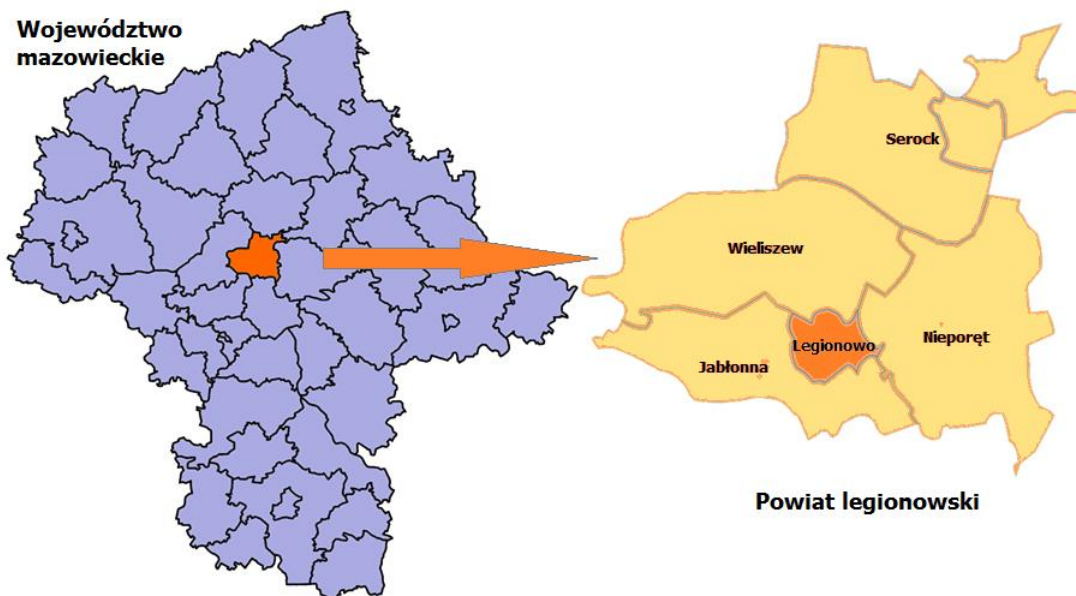 Województwo
mazowieckie
Serock
Wieliszew
Nieporęt
Legionowo
Jabłonna
Powiat legionowski